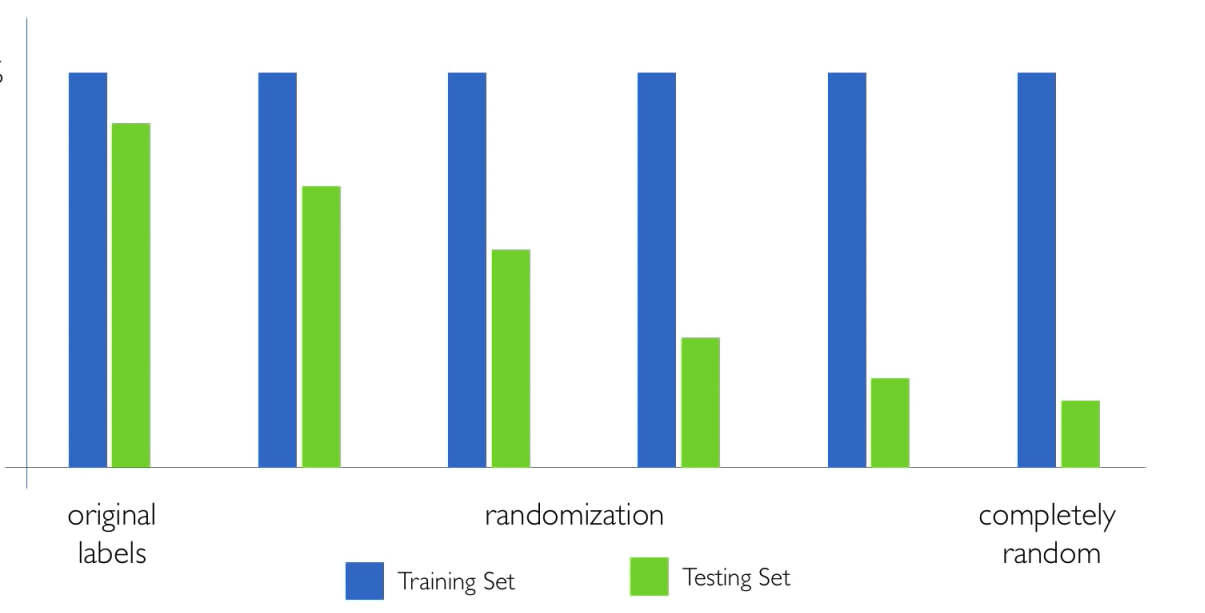 original
labels
randomization
completely
random
Training Set
Testing Set